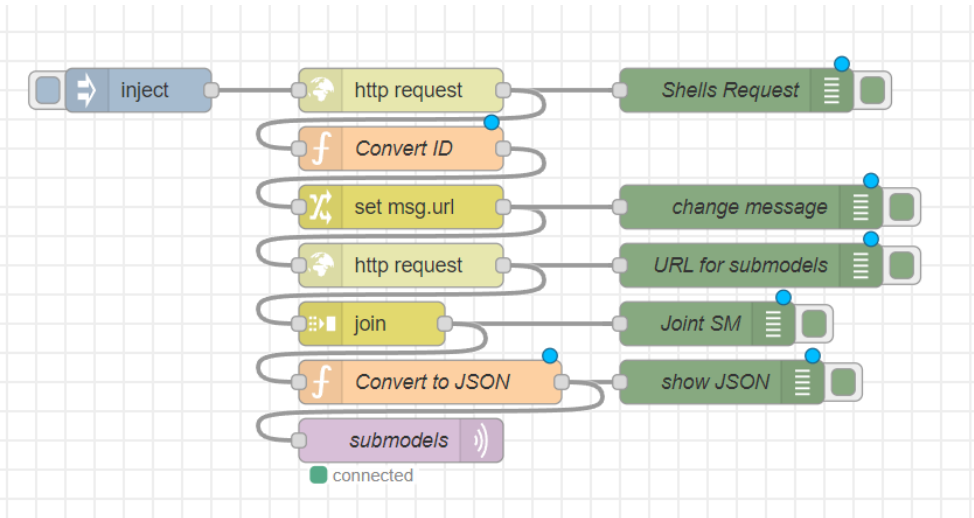 inject
http request
Shells Request
Convert ID
set msg.url
change message
http request
URL for submodels
join
Joint SM
Convert to JSON
show JSON
submodels
connected